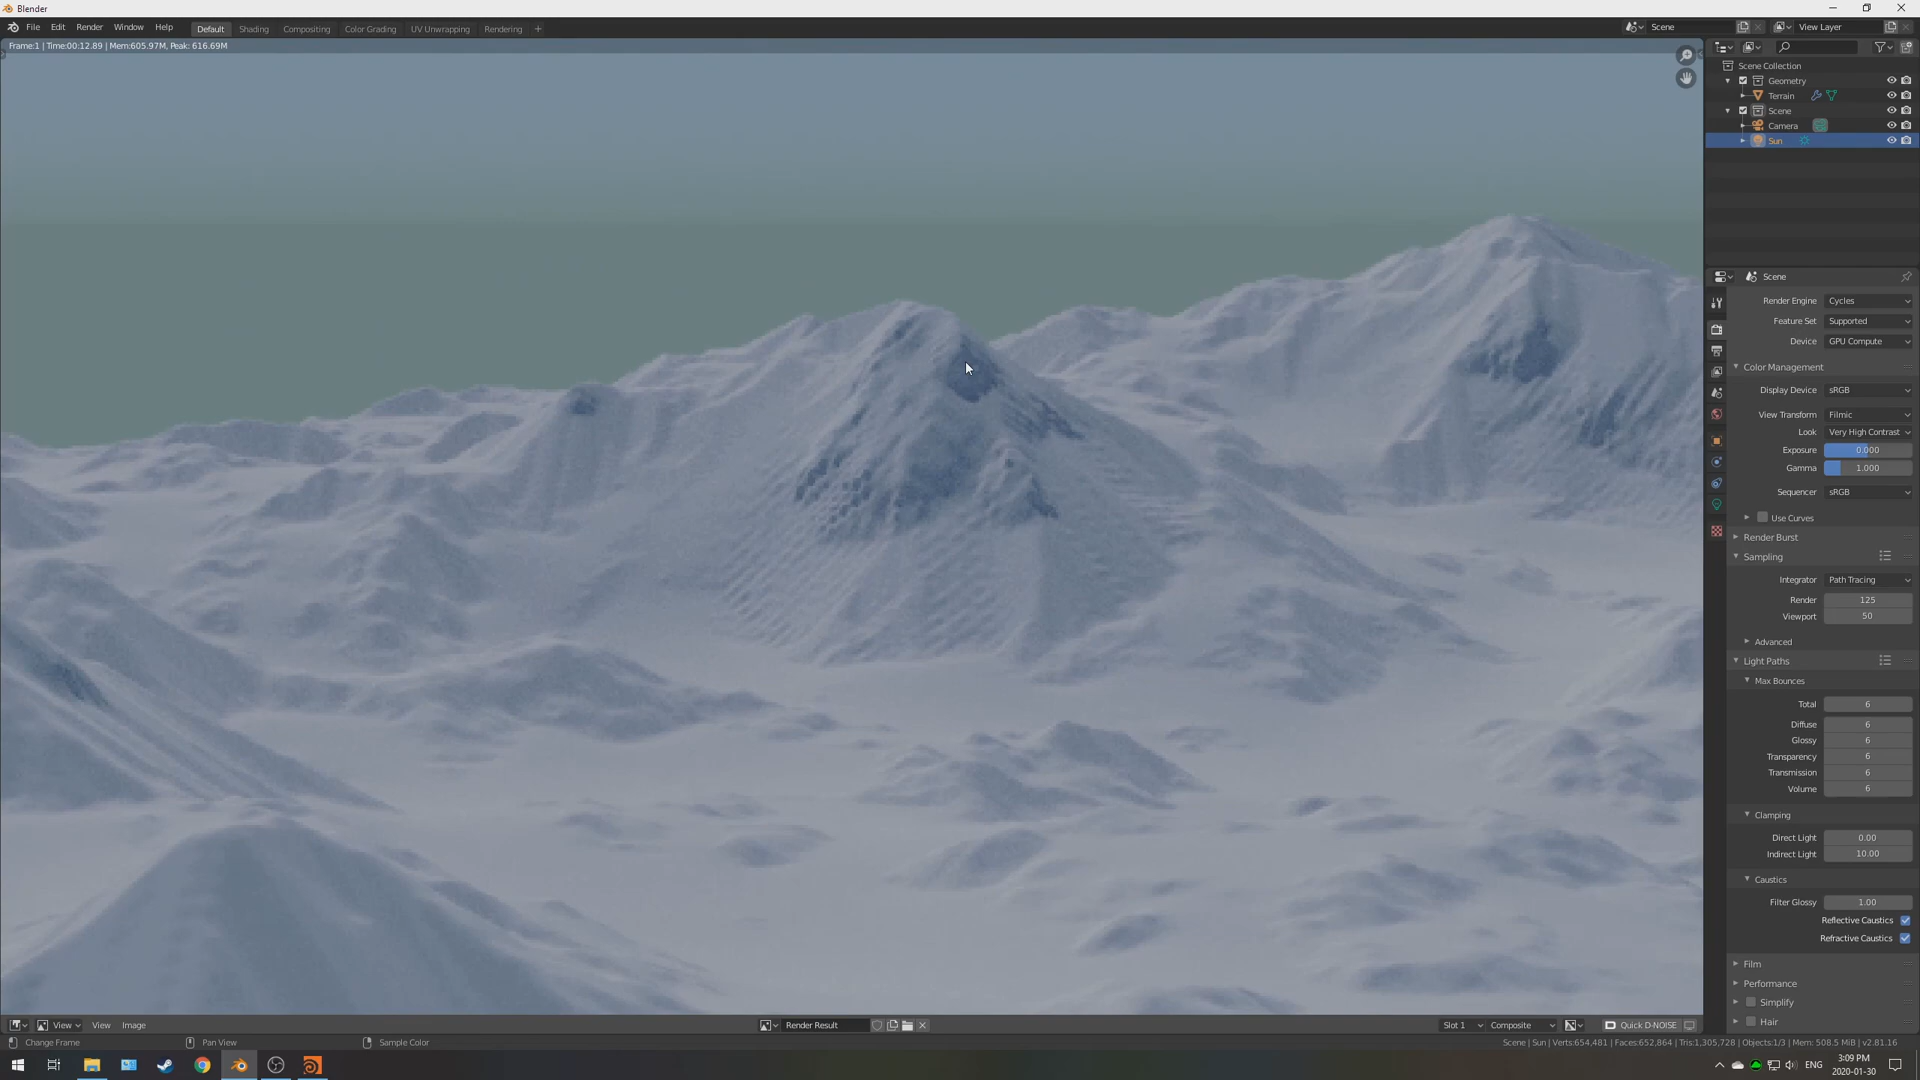 Blender
File Edit Render Window Help Default Shading Compositing Color Grading UV Unwrapping Rendering + Scene View Layer
Frame:1 | Time:00:12.89 | Mem:605.97M, Peak: 616.69M
Scene Collection
Geometry
Terrain
Scene
Camera
Sun
Scene
Render Engine Cycles
Feature Set Supported
Device GPU Compute
Color Management
Display Device sRGB
View Transform Filmic
Look Very High Contrast
Exposure 0.000
Gamma 1.000
Sequencer sRGB
Use Curves
Render Burst
Sampling
Integrator Path Tracing
Render 125
Viewport 50
Advanced
Light Paths
Max Bounces
Total 6
Diffuse 6
Glossy 6
Transparency 6
Transmission 6
Volume 6
Clamping
Direct Light 0.00
Indirect Light 10.00
Caustics
Filter Glossy 1.00
Reflective Caustics
Refractive Caustics
Film
Performance
Simplify
Hair
View View Image Render Result Slot 1 Composite Quick D-NOISE
Change Frame Pan View Sample Color Scene | Sun | Verts:654,481 | Faces:652,864 | Tris:1,305,728 | Objects:1/3 | Mem: 508.5 MiB | v2.81.16
ENG
3:09 PM
2020-01-30